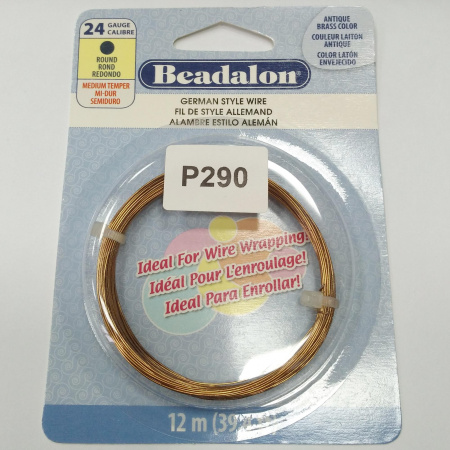 24 GAUGE
CALIBRE
ROUND
ROND
REDONDO
MEDIUM TEMPER
MI-DUR
SEMIDURO
ANTIQUE
BRASS COLOR
COULEUR LAITON
ANTIQUE
COLOR LATÓN
ENVEJECIDO
Beadalon®
GERMAN STYLE WIRE
FIL DE STYLE ALLEMAND
ALAMBRE ESTILO ALEMÁN
P290
Ideal For Wire Wrapping!
Idéal Pour L'enroulage!
Ideal Para Enrollar!
12 m (39